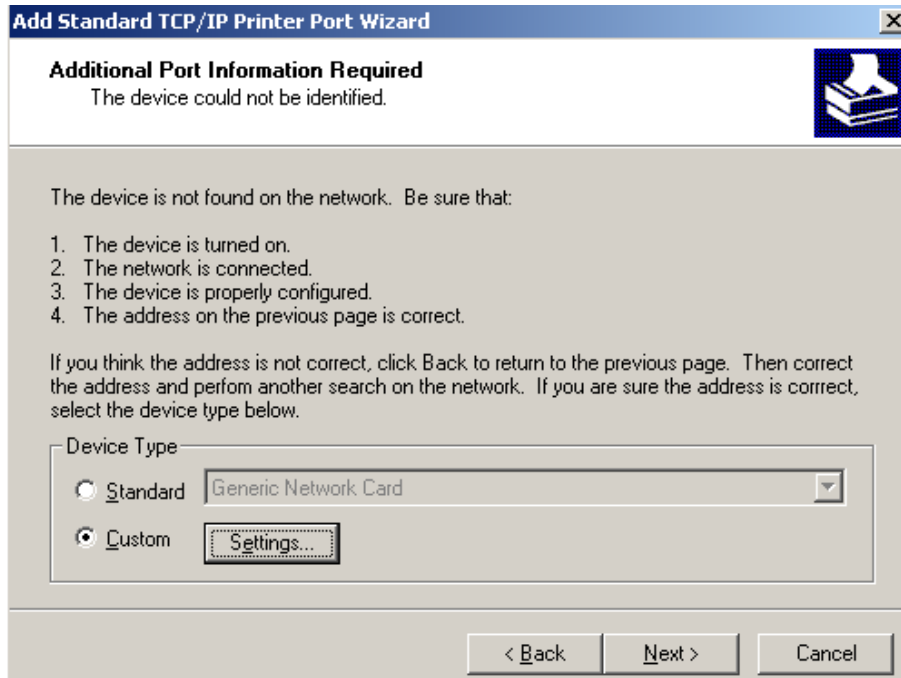 Add Standard TCP/IP Printer Port Wizard
Additional Port Information Required
The device could not be identified.
The device is not found on the network. Be sure that:
1. The device is turned on.
2. The network is connected.
3. The device is properly configured.
4. The address on the previous page is correct.
If you think the address is not correct, click Back to return to the previous page. Then correct
the address and perfom another search on the network. If you are sure the address is corrrect,
select the device type below.
Device Type
Standard Generic Network Card
Custom Settings...
< Back Next > Cancel